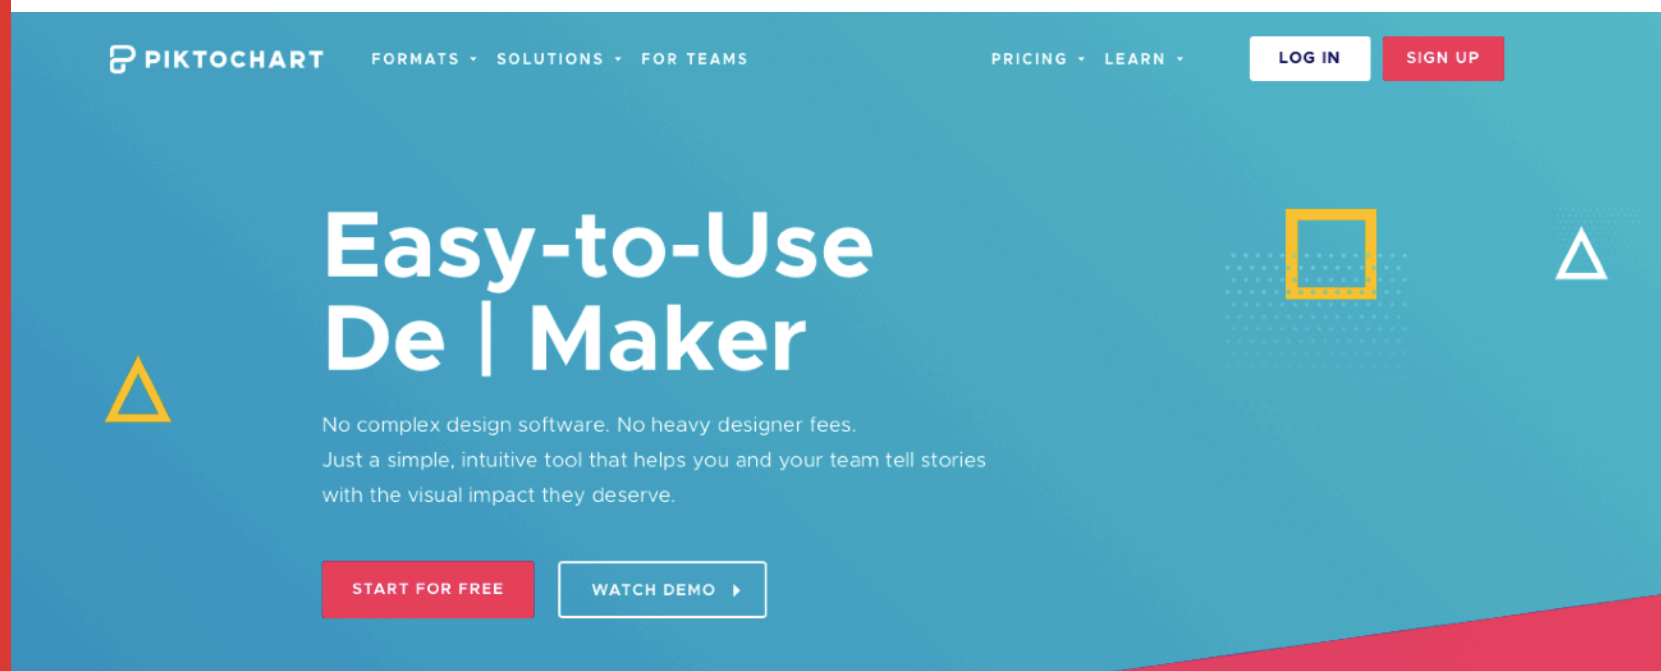 PIKTOCHART FORMATS SOLUTIONS FOR TEAMS PRICING LEARN LOG IN SIGN UP
Easy-to-Use
De | Maker
No complex design software. No heavy designer fees.
Just a simple, intuitive tool that helps you and your team tell stories
with the visual impact they deserve.
START FOR FREE WATCH DEMO